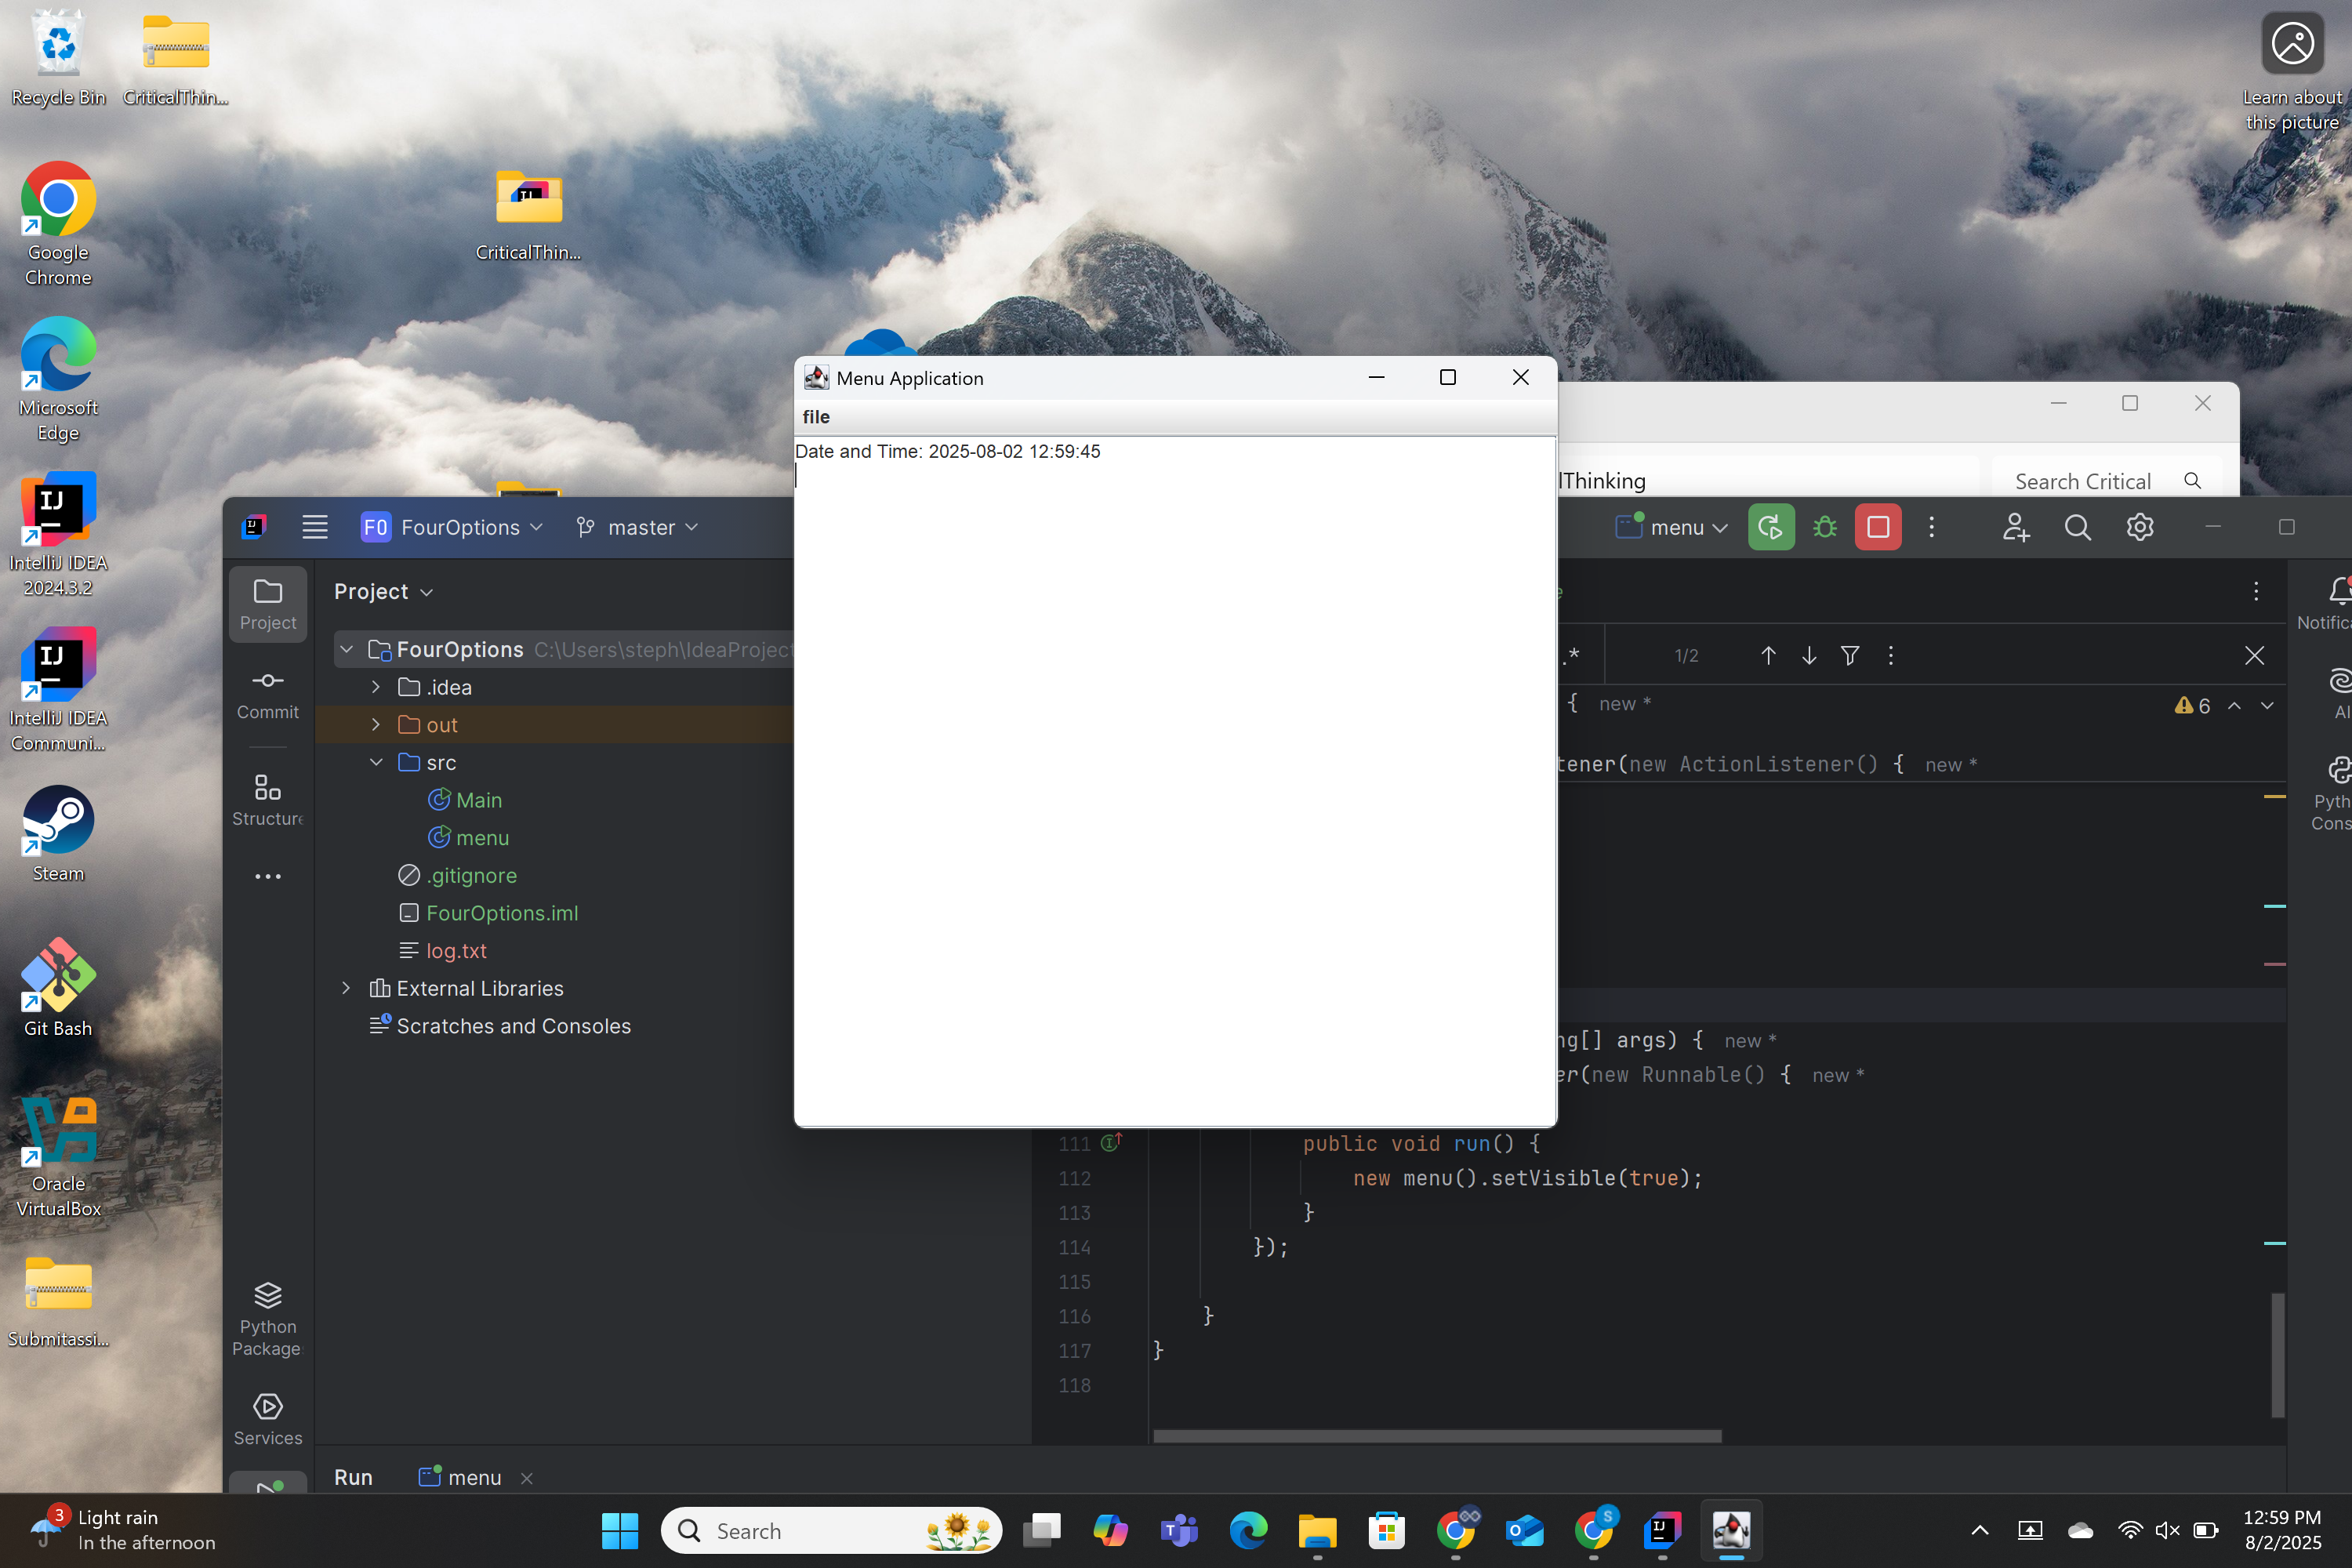 Recycle Bin
CriticalThin...
Learn about
this picture
Google
Chrome
CriticalThin...
Microsoft
Edge
IntelliJ IDEA
2024.3.2
IntelliJ IDEA
Communi...
Steam
Git Bash
Oracle
VirtualBox
Submitassi...
Menu Application
file
Date and Time: 2025-08-02 12:59:45
lThinking
Search Critical
FO FourOptions
master
menu
Project
Project
Commit
Structure
Python
Package
Services
FourOptions C:\Users\steph\IdeaProject
.idea
out
src
Main
menu
.gitignore
FourOptions.iml
log.txt
External Libraries
Scratches and Consoles
.*
1/2
{ new *
6
tener(new ActionListener() { new *
ng[] args) { new *
er(new Runnable() { new *
111 public void run() {
112 new menu().setVisible(true);
113 }
114 });
115
116 }
117 }
118
Notific
AI
Pyth
Cons
Run
menu
3
Light rain
In the afternoon
Search
12:59 PM
8/2/2025